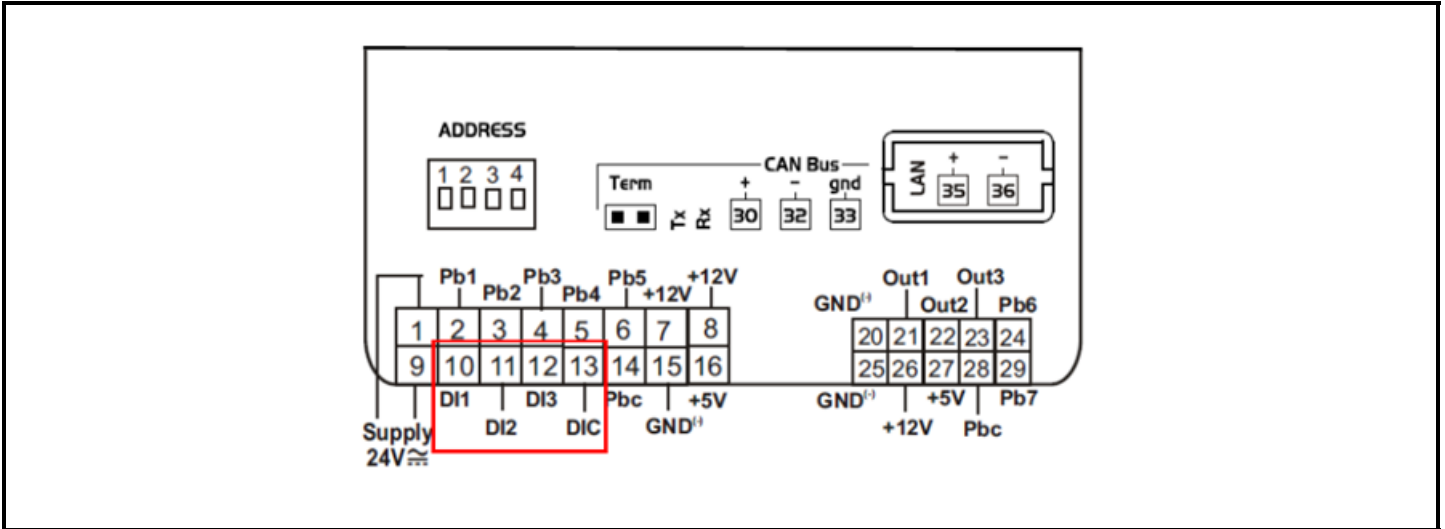 ADDRESS
1 2 3 4
CAN Bus
Term
Tx
Rx
+ - gnd
30 32 33
LAN
+ -
35 36
Pb1 Pb2 Pb3 Pb4 Pb5 +12V +12V
1 2 3 4 5 6 7 8
9 10 11 12 13 14 15 16
DI1 DI2 DI3 DIC Pbc GND(-) +5V
Supply
24V
GND(-) Out1 Out2 Out3 Pb6
20 21 22 23 24
25 26 27 28 29
GND(-) +12V +5V Pbc Pb7